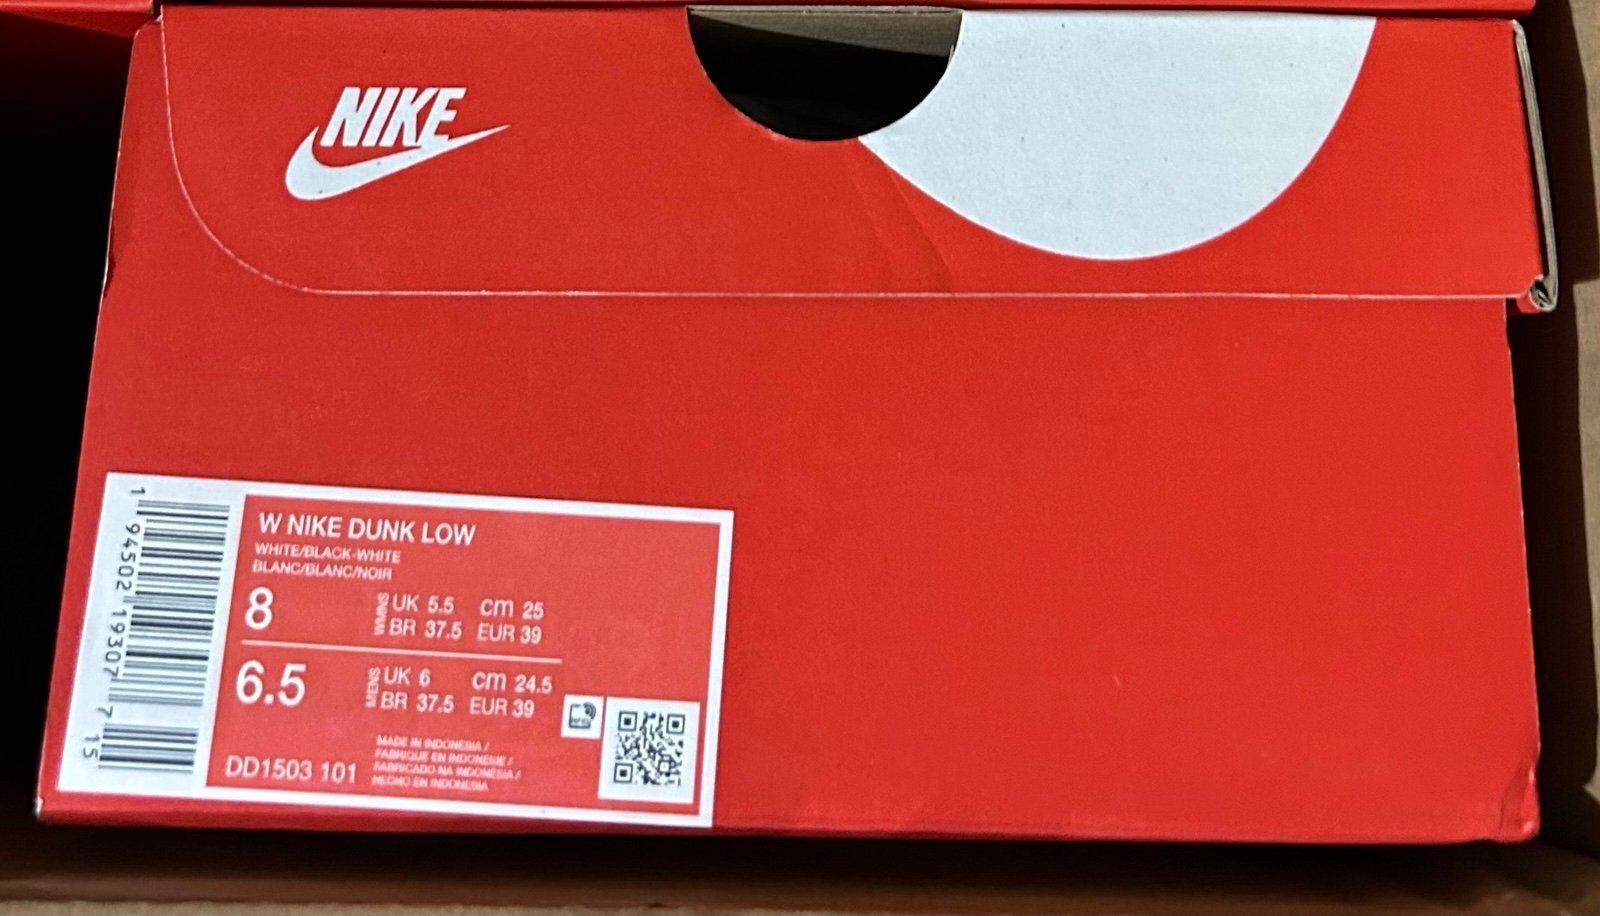 NIKE
W NIKE DUNK LOW
WHITE/BLACK-WHITE
BLANC/BLANC/NOIR
8 WMNS UK 5.5 cm 25
BR 37.5 EUR 39
6.5 MENS UK 6 cm 24.5
BR 37.5 EUR 39
DD1503 101
MADE IN INDONESIA /
FABRIQUE EN INDONESIE /
FABRICADO NA INDONESIA /
HECHO EN INDONESIA
1 94502 19307 7 15